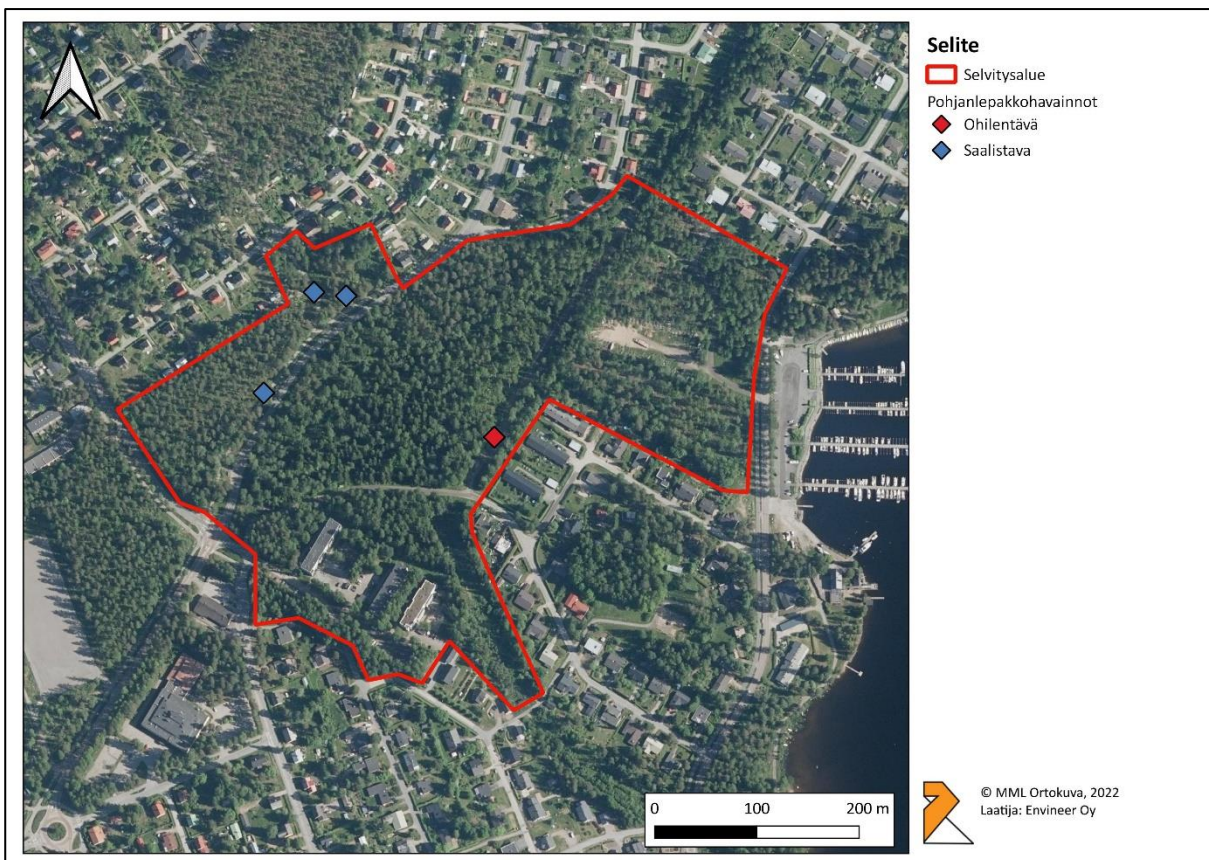 Selite
Selvitysalue
Pohjanlepakkohavainnot
Ohilentävä
Saalistava
0 100 200 m
© MML Ortokuva, 2022
Laatija: Envineer Oy